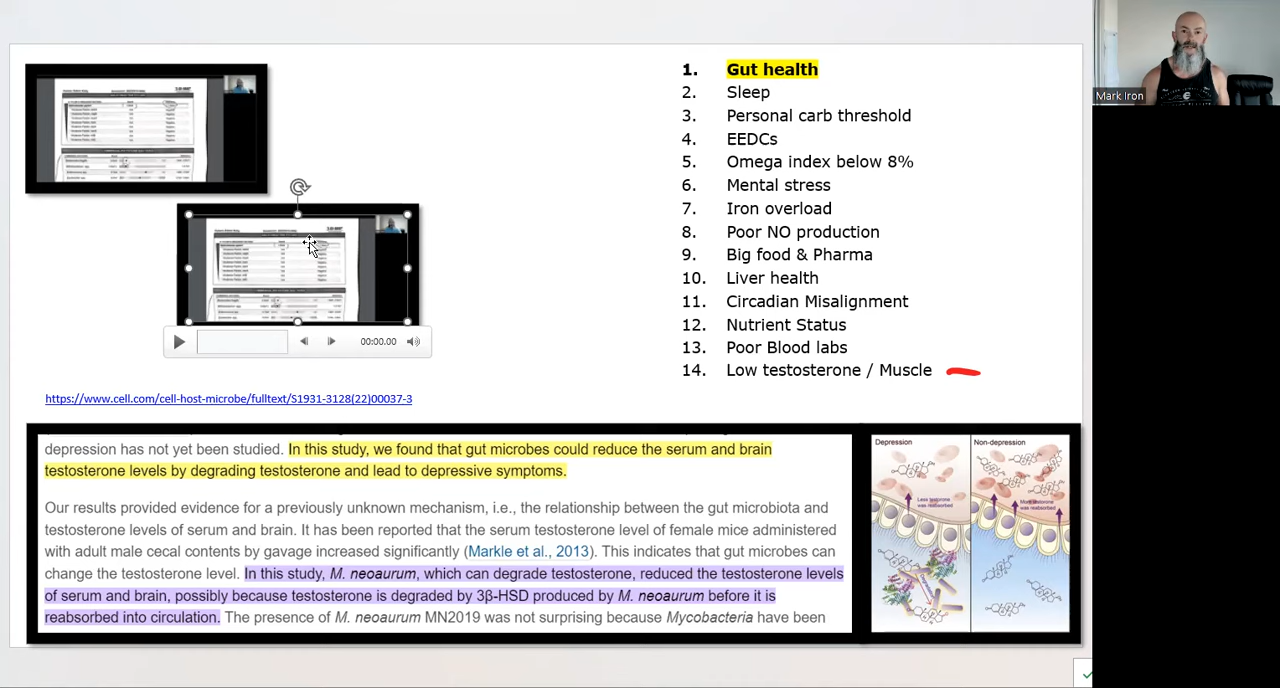 1. Gut health
2. Sleep
3. Personal carb threshold
4. EEDCs
5. Omega index below 8%
6. Mental stress
7. Iron overload
8. Poor NO production
9. Big food & Pharma
10. Liver health
11. Circadian Misalignment
12. Nutrient Status
13. Poor Blood labs
14. Low testosterone / Muscle
Mark Iron
00:00.00
https://www.cell.com/cell-host-microbe/fulltext/S1931-3128(22)00037-3
depression has not yet been studied. In this study, we found that gut microbes could reduce the serum and brain
testosterone levels by degrading testosterone and lead to depressive symptoms.
Our results provided evidence for a previously unknown mechanism, i.e., the relationship between the gut microbiota and
testosterone levels of serum and brain. It has been reported that the serum testosterone level of female mice administered
with adult male cecal contents by gavage increased significantly (Markle et al., 2013). This indicates that gut microbes can
change the testosterone level. In this study, M. neoaurum, which can degrade testosterone, reduced the testosterone levels
of serum and brain, possibly because testosterone is degraded by 3β-HSD produced by M. neoaurum before it is
reabsorbed into circulation. The presence of M. neoaurum MN2019 was not surprising because Mycobacteria have been
Depression
Non-depression
Less testosterone
was reabsorbed
More testosterone
was reabsorbed